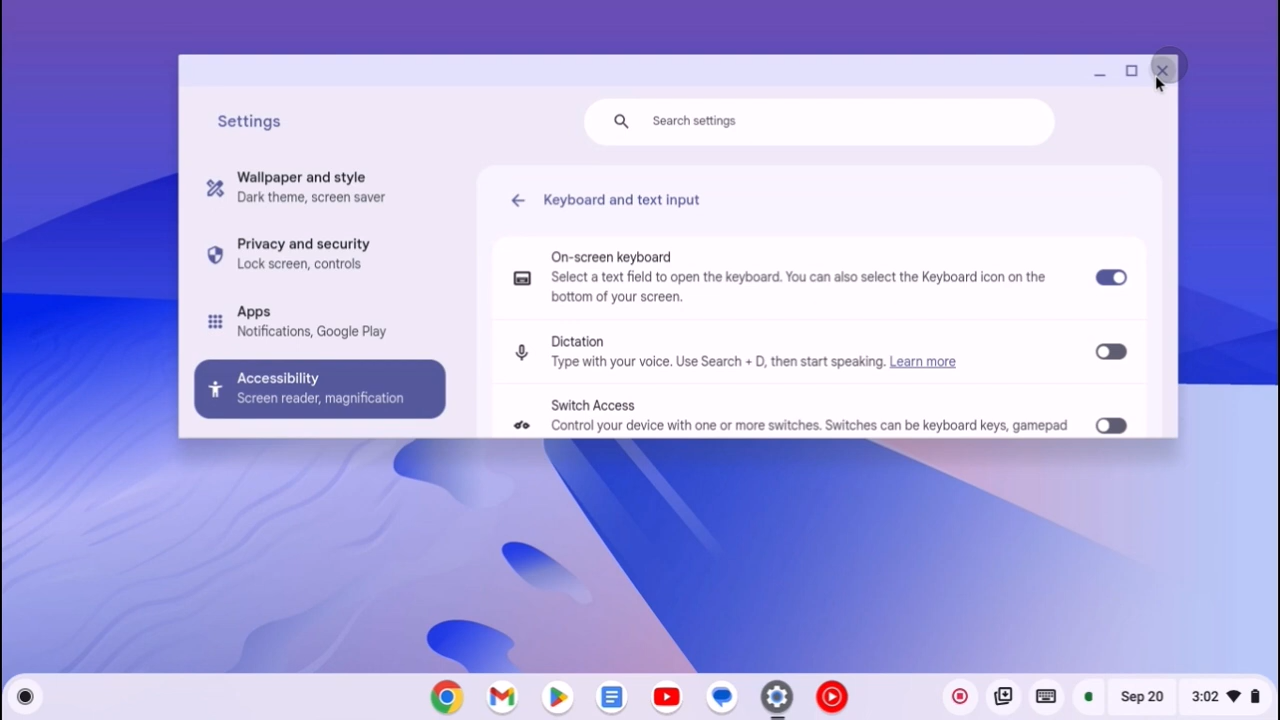 Settings
Search settings
Wallpaper and style
Dark theme, screen saver
Privacy and security
Lock screen, controls
Apps
Notifications, Google Play
Accessibility
Screen reader, magnification
Keyboard and text input
On-screen keyboard
Select a text field to open the keyboard. You can also select the Keyboard icon on the
bottom of your screen.
Dictation
Type with your voice. Use Search + D, then start speaking. Learn more
Switch Access
Control your device with one or more switches. Switches can be keyboard keys, gamepad
Sep 20
3:02